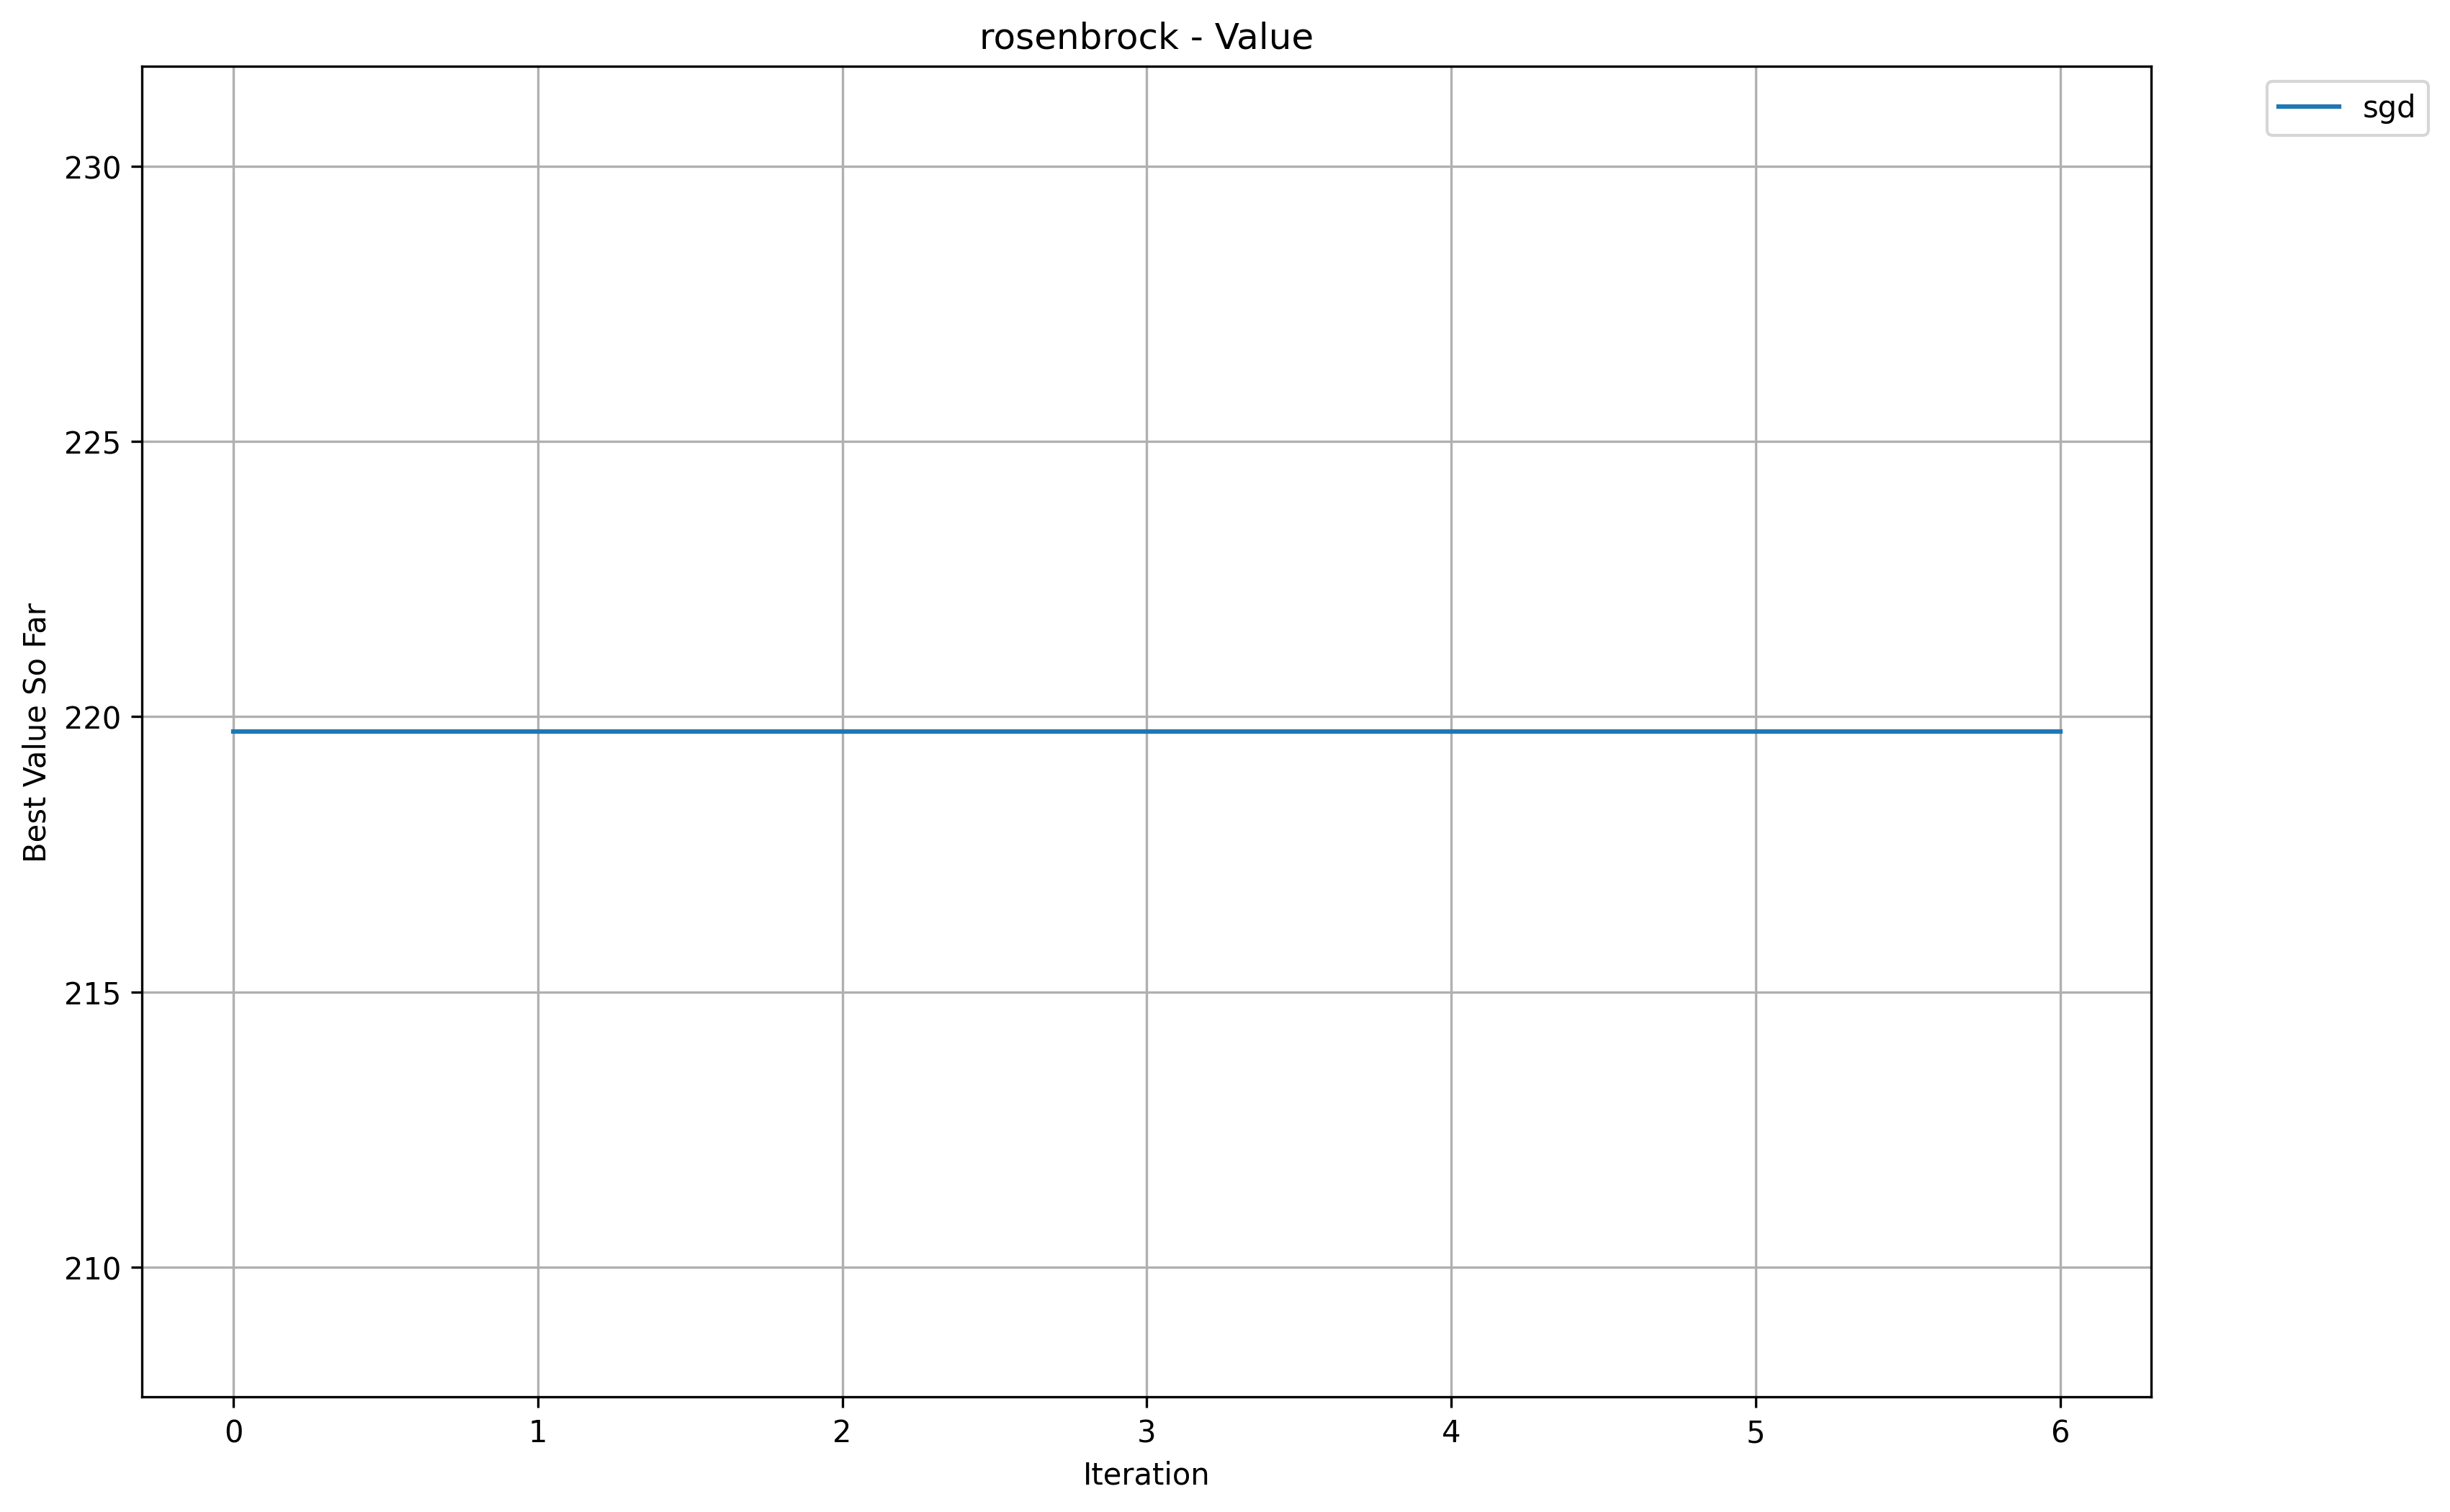 rosenbrock - Value
sgd
Best Value So Far
230
225
220
215
210
0 1 2 3 4 5 6
Iteration